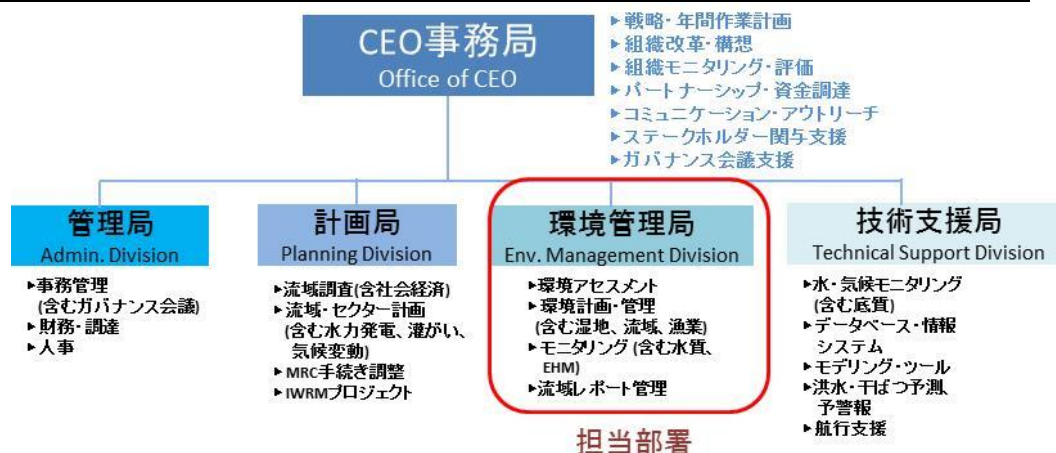 CEO事務局
Office of CEO
▶戦略・年間作業計画
▶組織改革・構想
▶組織モニタリング・評価
▶パートナーシップ・資金調達
▶コミュニケーション・アウトリーチ
▶ステークホルダー関与支援
▶ガバナンス会議支援
管理局
Admin. Division
▶事務管理
(含むガバナンス会議)
▶財務・調達
▶人事
計画局
Planning Division
▶流域調査(含社会経済)
▶流域・セクター計画
(含む水力発電、灌がい、
気候変動)
▶MRC手続き調整
▶IWRMプロジェクト
環境管理局
Env. Management Division
▶環境アセスメント
▶環境計画・管理
(含む湿地、流域、漁業)
▶モニタリング(含む水質、
EHM)
▶流域レポート管理
担当部署
技術支援局
Technical Support Division
▶水・気候モニタリング
(含む底質)
▶データベース・情報
システム
▶モデリング・ツール
▶洪水・干ばつ予測、
予警報
▶航行支援